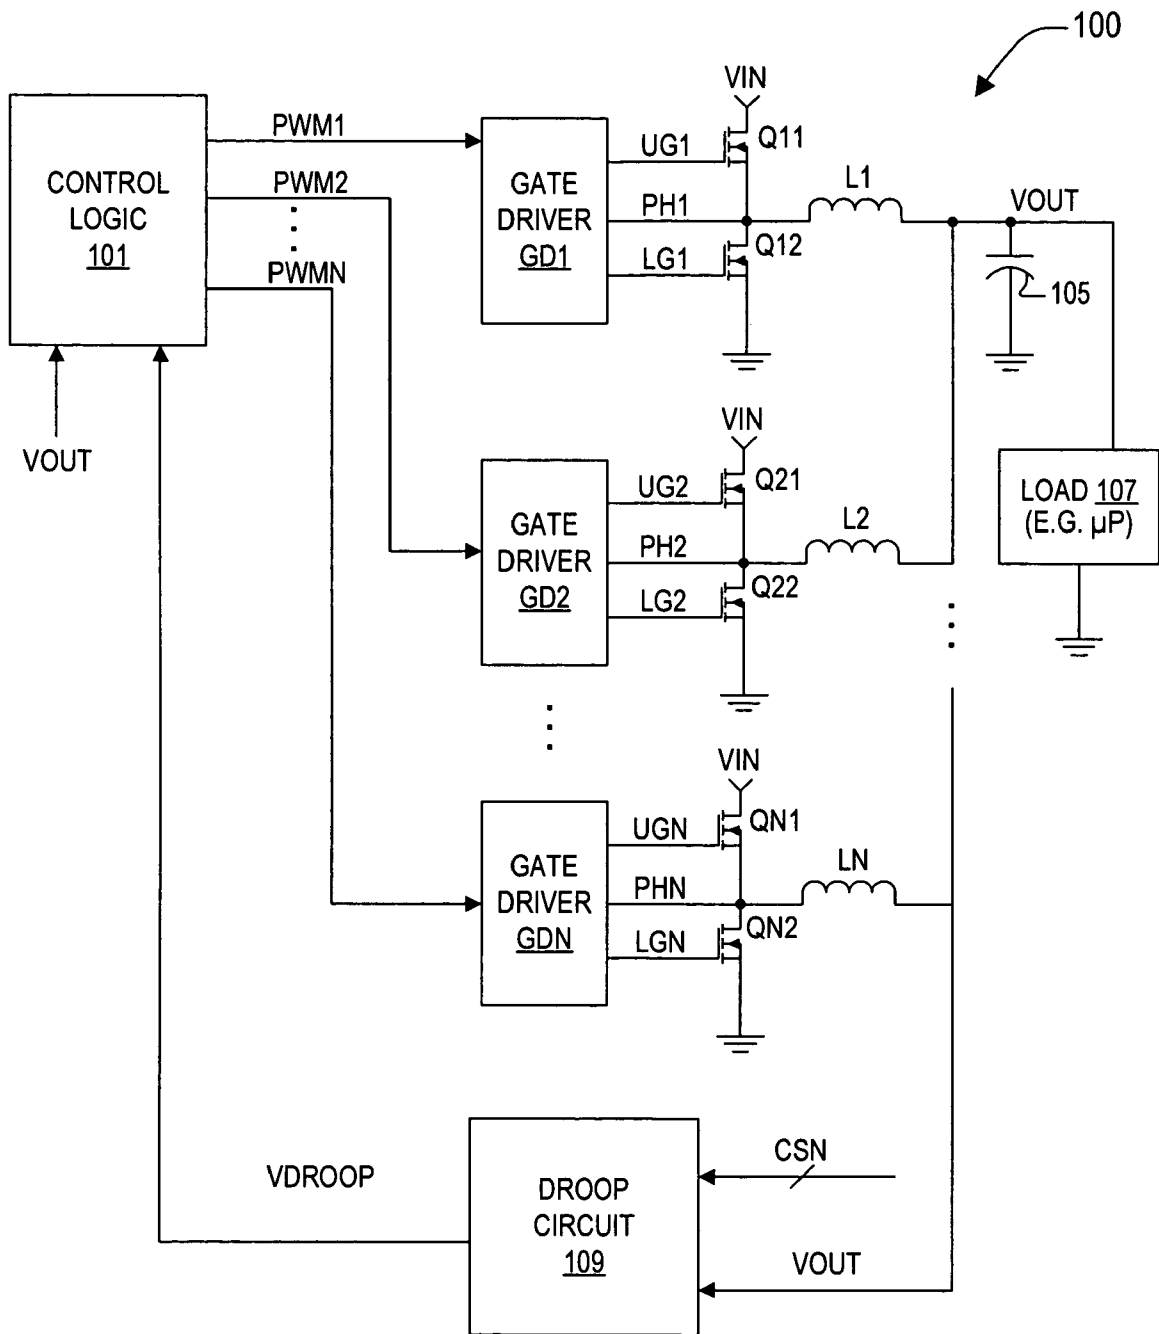 100
VIN
PWM1
UG1
Q11
CONTROL
LOGIC
101
GATE
DRIVER
GD1
L1
PWM2
PH1
VOUT
Q12
PWMN
LG1
105
VIN
VOUT
UG2
Q21
LOAD 107
(E.G. µP)
GATE
DRIVER
GD2
L2
PH2
Q22
LG2
VIN
UGN
QN1
GATE
DRIVER
GDN
LN
PHN
QN2
LGN
CSN
VDROOP
DROOP
CIRCUIT
109
VOUT